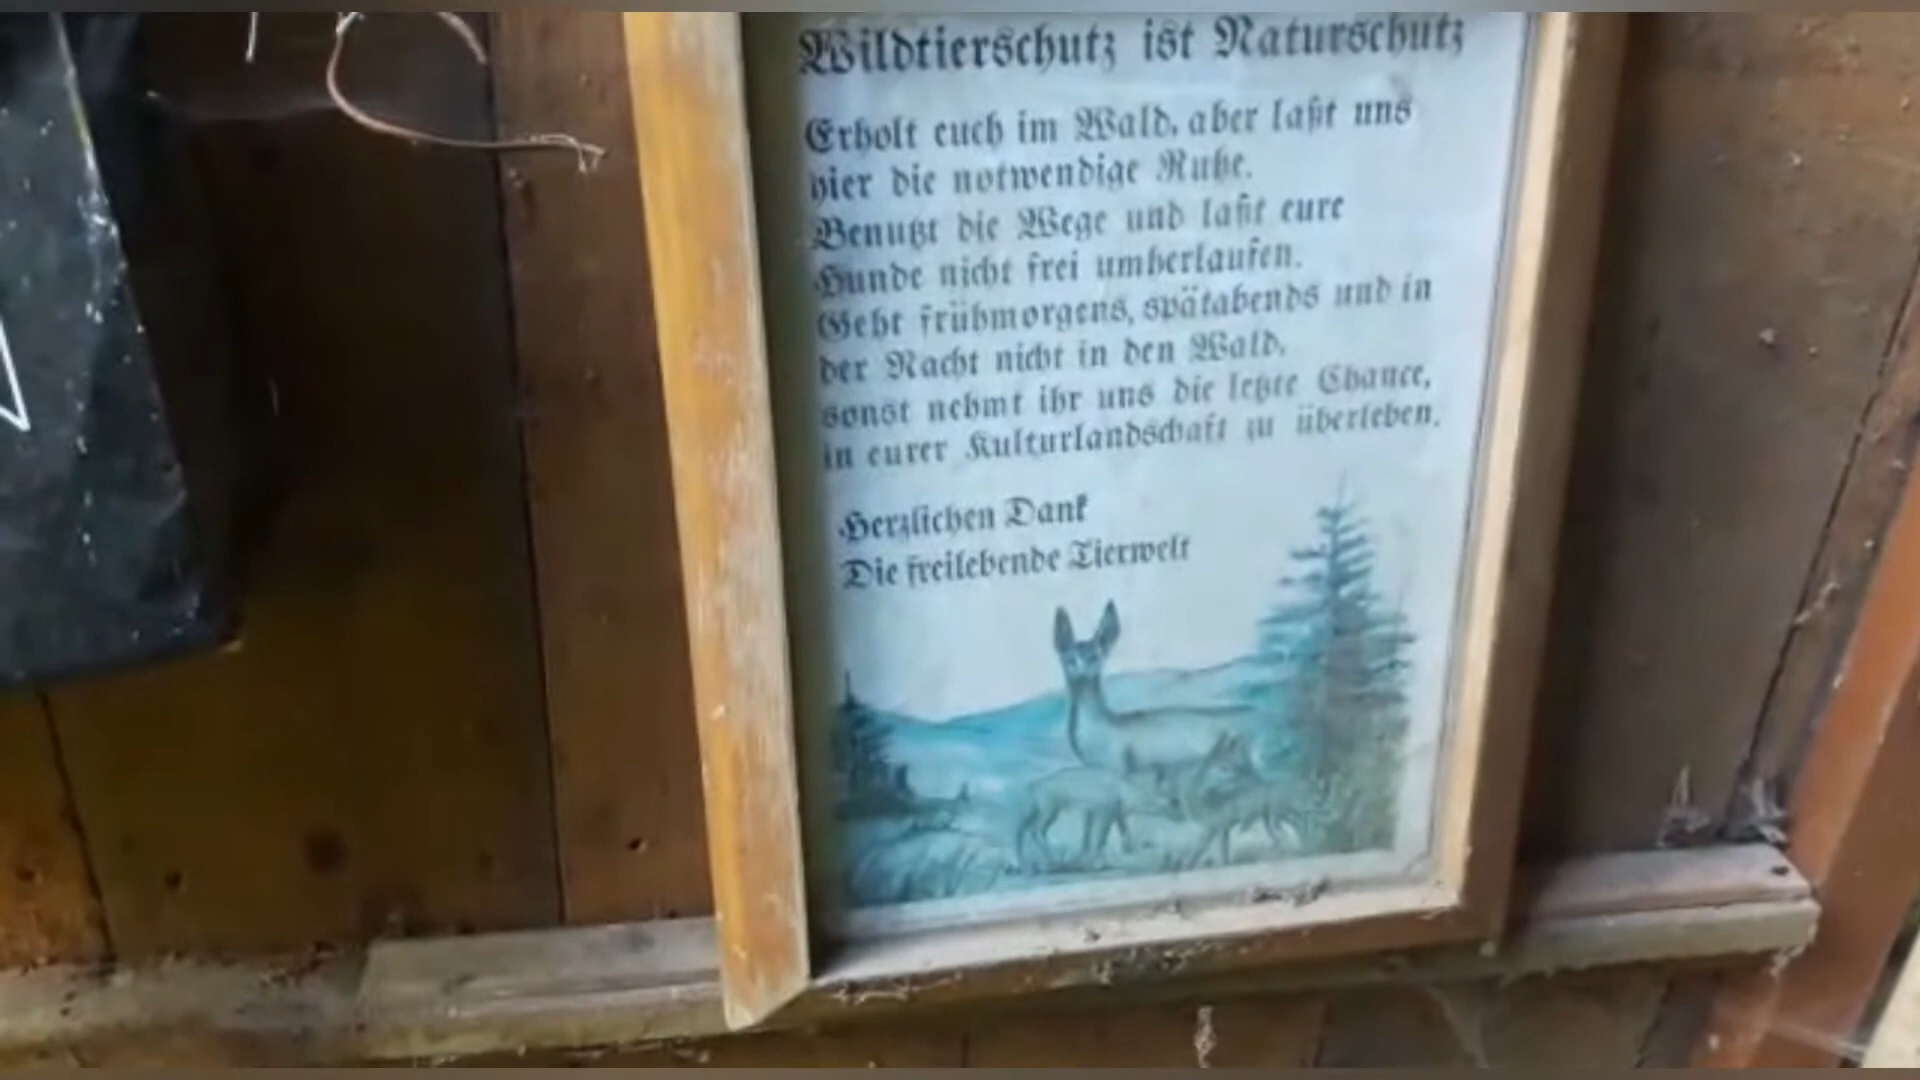 Wildtierschutz ist Naturschutz
Erholt euch im Wald, aber laßt uns
hier die notwendige Ruhe.
Benutzt die Wege und laßt eure
Hunde nicht frei umherlaufen.
Geht frühmorgens, spätabends und in
der Nacht nicht in den Wald,
sonst nehmt ihr uns die letzte Chance,
in eurer Kulturlandschaft zu überleben.
Herzlichen Dank
Die freilebende Tierwelt